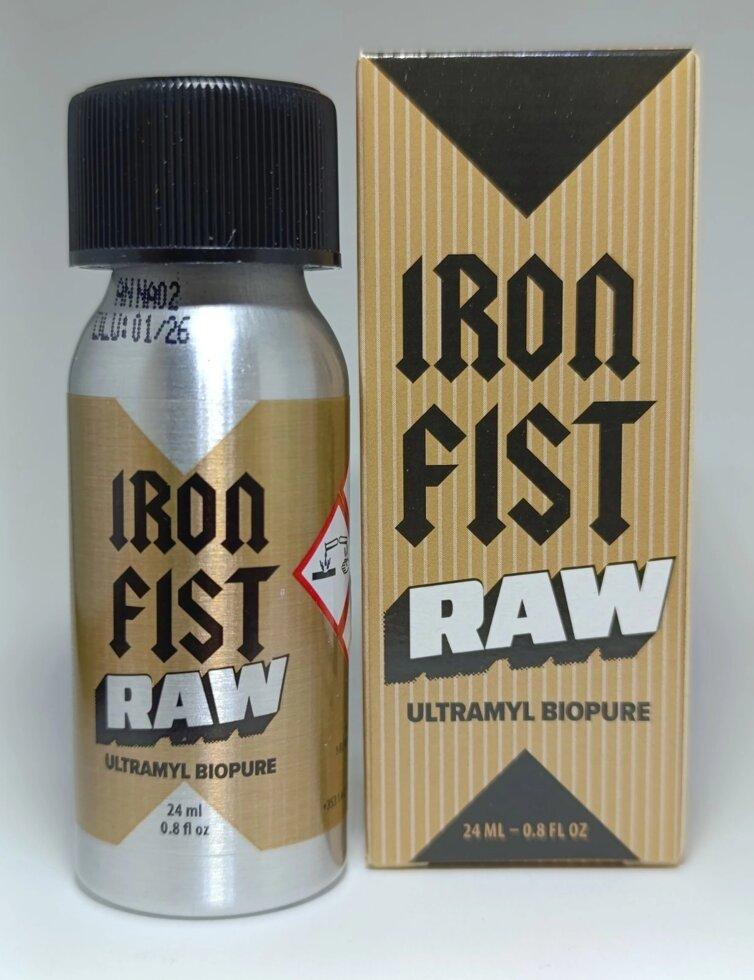 ANNA02
DLU: 01/26
IRON
FIST
RAW
ULTRAMYL BIOPURE
24 ml
0.8 fl oz
IRON
FIST
RAW
ULTRAMYL BIOPURE
24 ML – 0.8 FL OZ